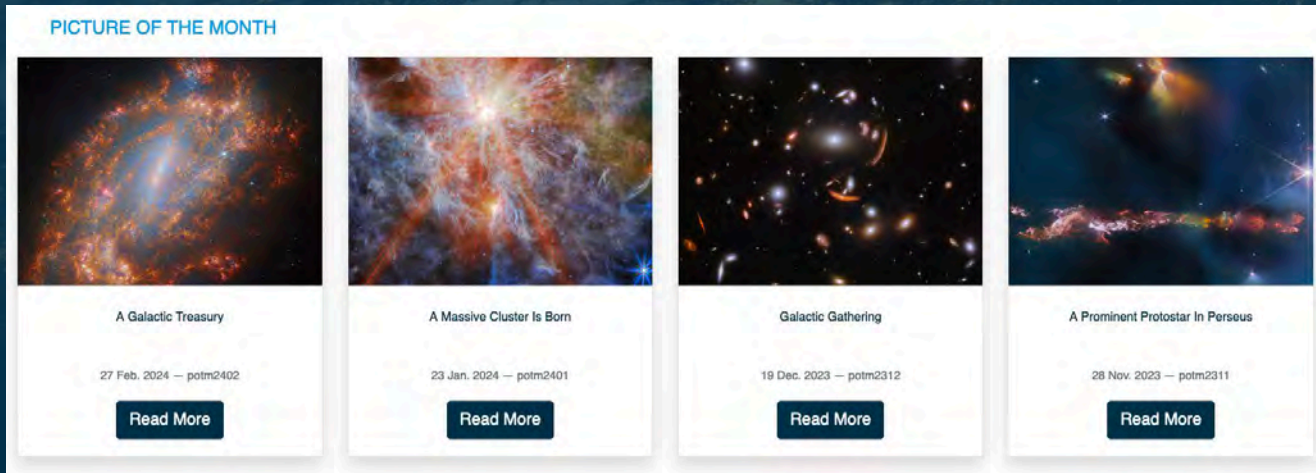 PICTURE OF THE MONTH
A Galactic Treasury
27 Feb. 2024 — potm2402
Read More
A Massive Cluster Is Born
23 Jan. 2024 — potm2401
Read More
Galactic Gathering
19 Dec. 2023 — potm2312
Read More
A Prominent Protostar In Perseus
28 Nov. 2023 — potm2311
Read More